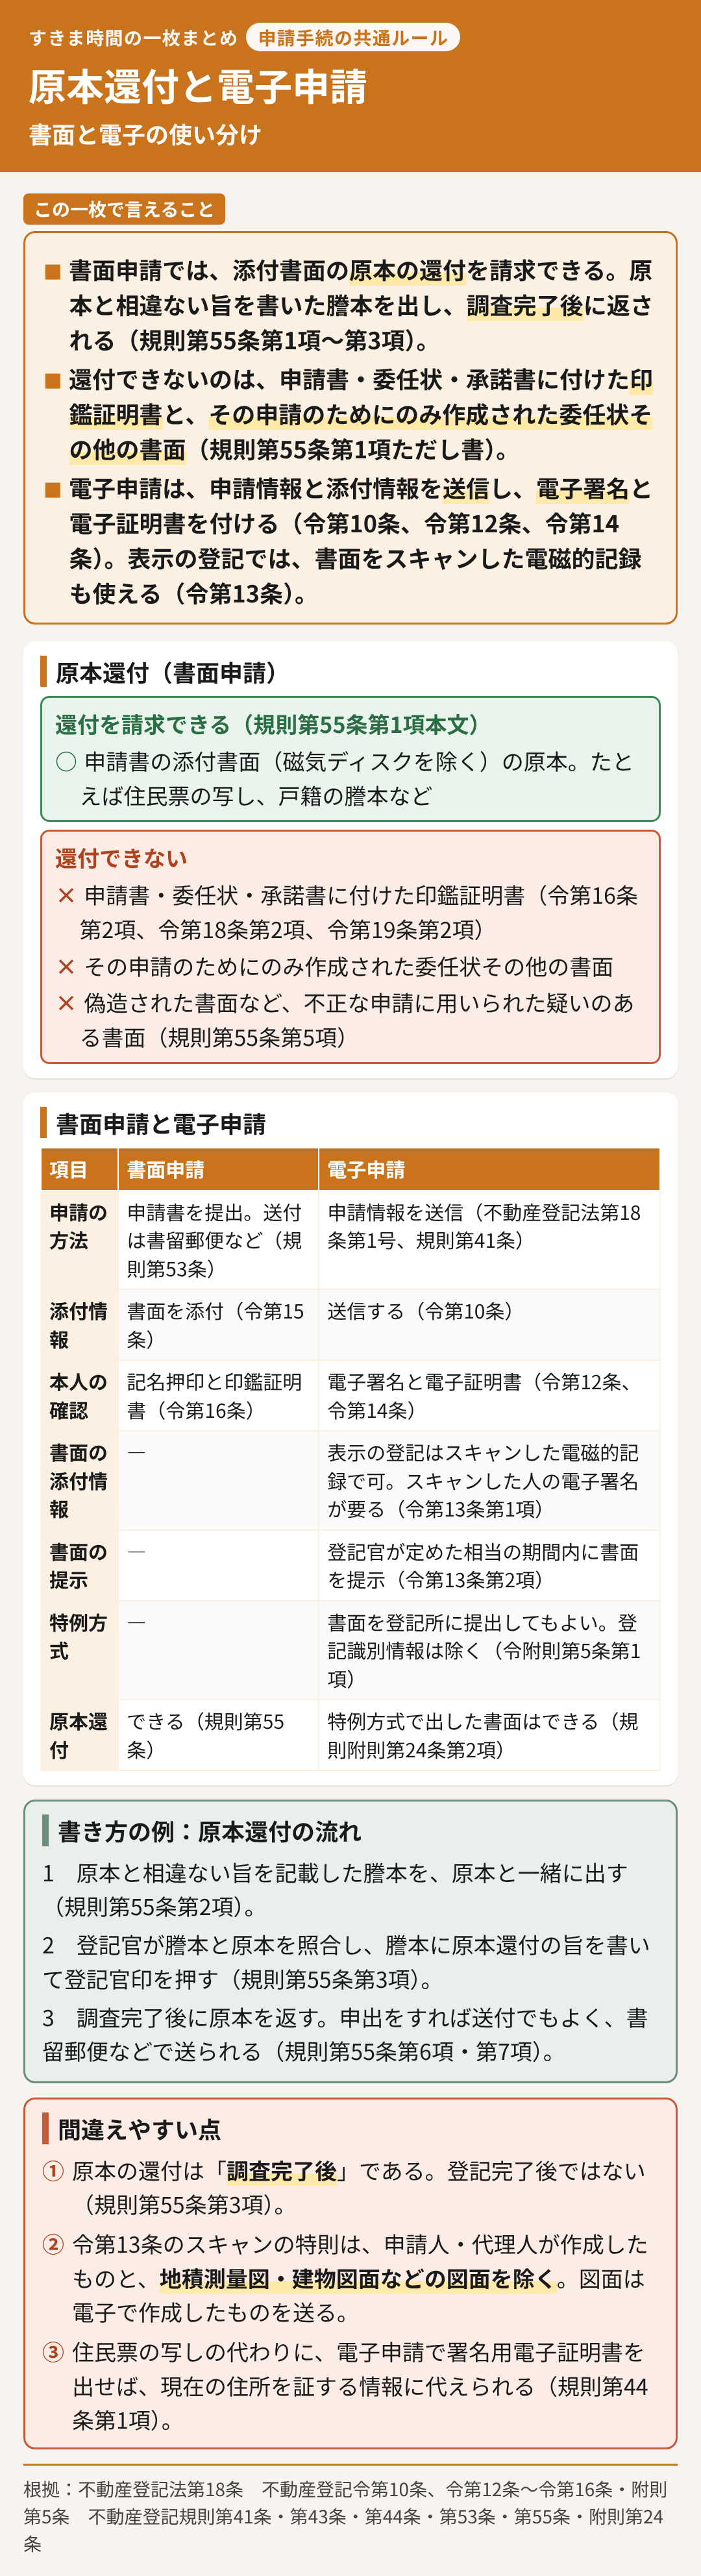 すきま時間の一枚まとめ 申請手続の共通ルール
原本還付と電子申請
書面と電子の使い分け
この一枚で言えること
■ 書面申請では、添付書面の原本の還付を請求できる。原
本と相違ない旨を書いた謄本を出し、調査完了後に返さ
れる（規則第55条第1項〜第3項）。
■ 還付できないのは、申請書・委任状・承諾書に付けた印
鑑証明書と、その申請のためにのみ作成された委任状そ
の他の書面（規則第55条第1項ただし書）。
■ 電子申請は、申請情報と添付情報を送信し、電子署名と
電子証明書を付ける（令第10条、令第12条、令第14
条）。表示の登記では、書面をスキャンした電磁的記録
も使える（令第13条）。
原本還付（書面申請）
還付を請求できる（規則第55条第1項本文）
○ 申請書の添付書面（磁気ディスクを除く）の原本。たと
えば住民票の写し、戸籍の謄本など
還付できない
✕ 申請書・委任状・承諾書に付けた印鑑証明書（令第16条
第2項、令第18条第2項、令第19条第2項）
✕ その申請のためにのみ作成された委任状その他の書面
✕ 偽造された書面など、不正な申請に用いられた疑いのあ
る書面（規則第55条第5項）
書面申請と電子申請
項目 書面申請 電子申請
申請の
方法
申請書を提出。送付
は書留郵便など（規
則第53条）
申請情報を送信（不動産登記法第18
条第1号、規則第41条）
添付情
報
書面を添付（令第15
条）
送信する（令第10条）
本人の
確認
記名押印と印鑑証明
書（令第16条）
電子署名と電子証明書（令第12条、
令第14条）
書面の
添付情
報
—
表示の登記はスキャンした電磁的記
録で可。スキャンした人の電子署名
が要る（令第13条第1項）
書面の
提示
—
登記官が定めた相当の期間内に書面
を提示（令第13条第2項）
特例方
式
—
書面を登記所に提出してもよい。登
記識別情報は除く（令附則第5条第1
項）
原本還
付
できる（規則第55
条）
特例方式で出した書面はできる（規
則附則第24条第2項）
書き方の例：原本還付の流れ
1　原本と相違ない旨を記載した謄本を、原本と一緒に出す
（規則第55条第2項）。
2　登記官が謄本と原本を照合し、謄本に原本還付の旨を書い
て登記官印を押す（規則第55条第3項）。
3　調査完了後に原本を返す。申出をすれば送付でもよく、書
留郵便などで送られる（規則第55条第6項・第7項）。
間違えやすい点
① 原本の還付は「調査完了後」である。登記完了後ではない
（規則第55条第3項）。
② 令第13条のスキャンの特則は、申請人・代理人が作成した
ものと、地積測量図・建物図面などの図面を除く。図面は
電子で作成したものを送る。
③ 住民票の写しの代わりに、電子申請で署名用電子証明書を
出せば、現在の住所を証する情報に代えられる（規則第44
条第1項）。
根拠：不動産登記法第18条　不動産登記令第10条、令第12条〜令第16条・附則
第5条　不動産登記規則第41条・第43条・第44条・第53条・第55条・附則第24
条